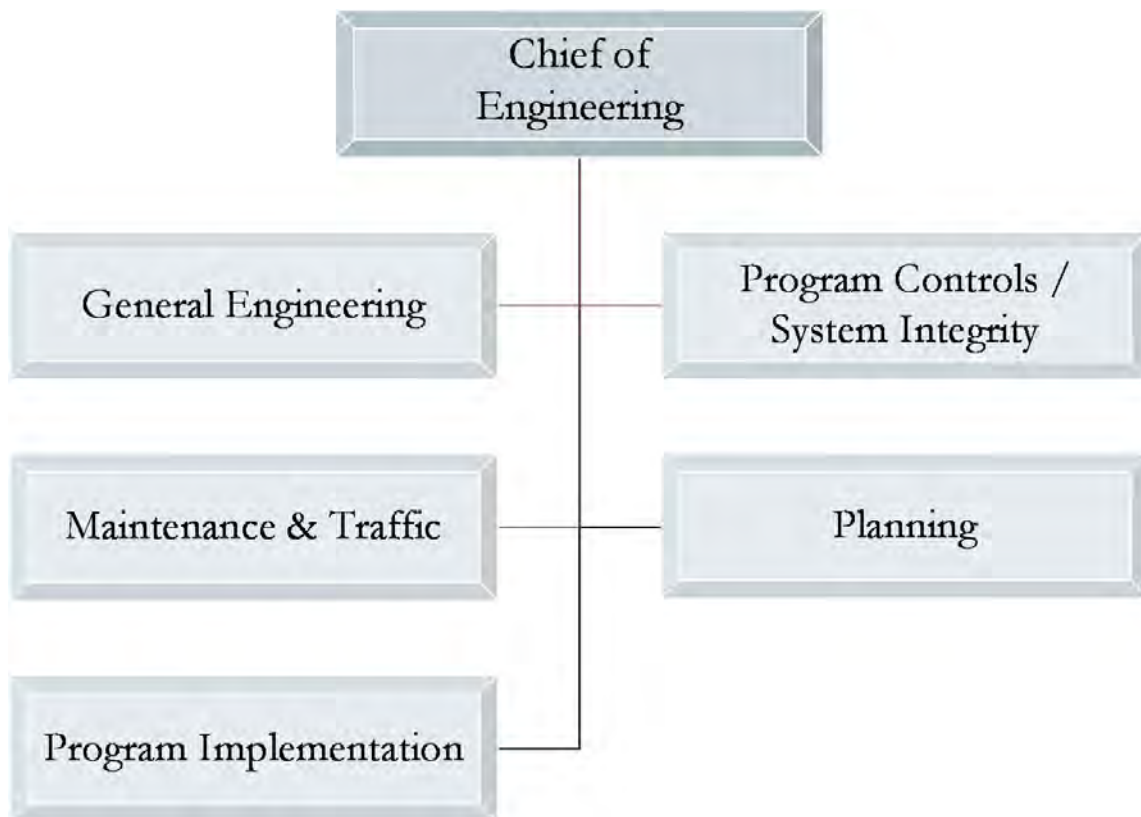 Chief of
Engineering
General Engineering
Program Controls /
System Integrity
Maintenance & Traffic
Planning
Program Implementation